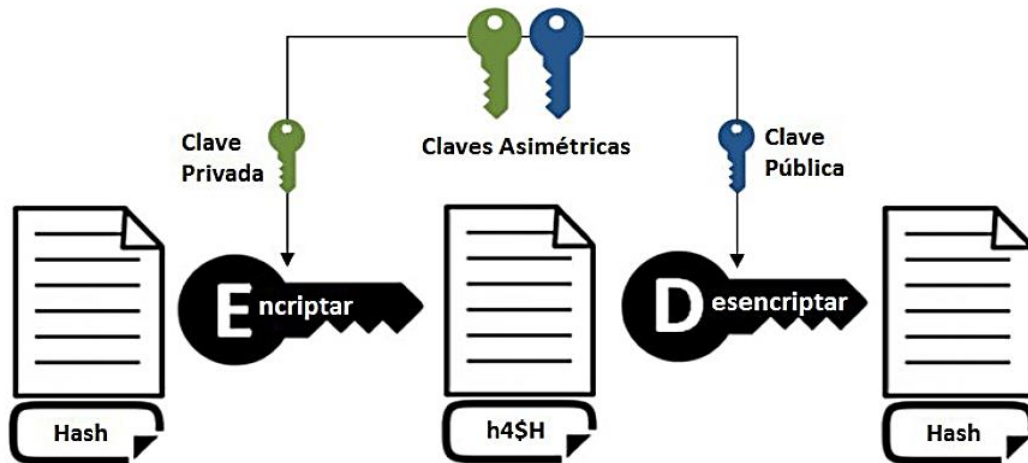 Clave
Privada
Claves Asimétricas
Clave
Pública
Encriptar
Desencriptar
Hash
h4$H
Hash